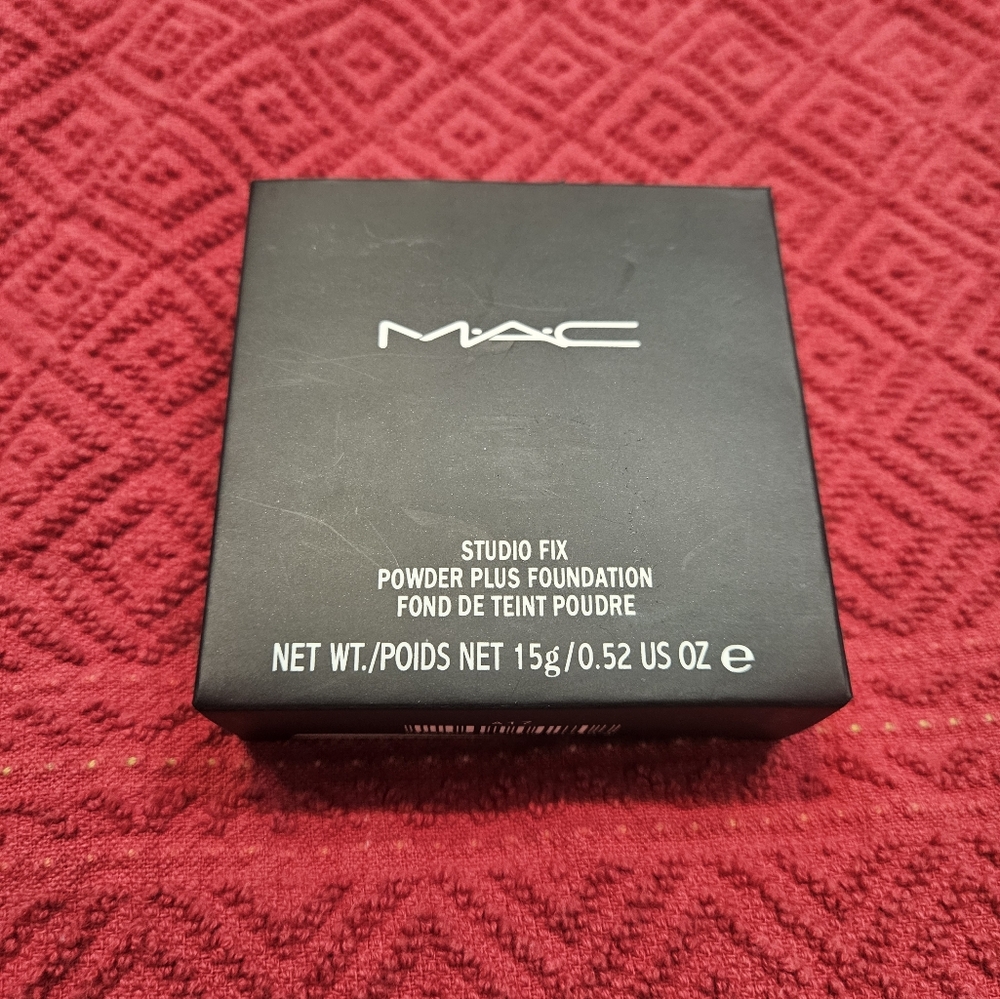 M·A·C
STUDIO FIX
POWDER PLUS FOUNDATION
FOND DE TEINT POUDRE
NET WT./POIDS NET 15g/0.52 US OZ ℮